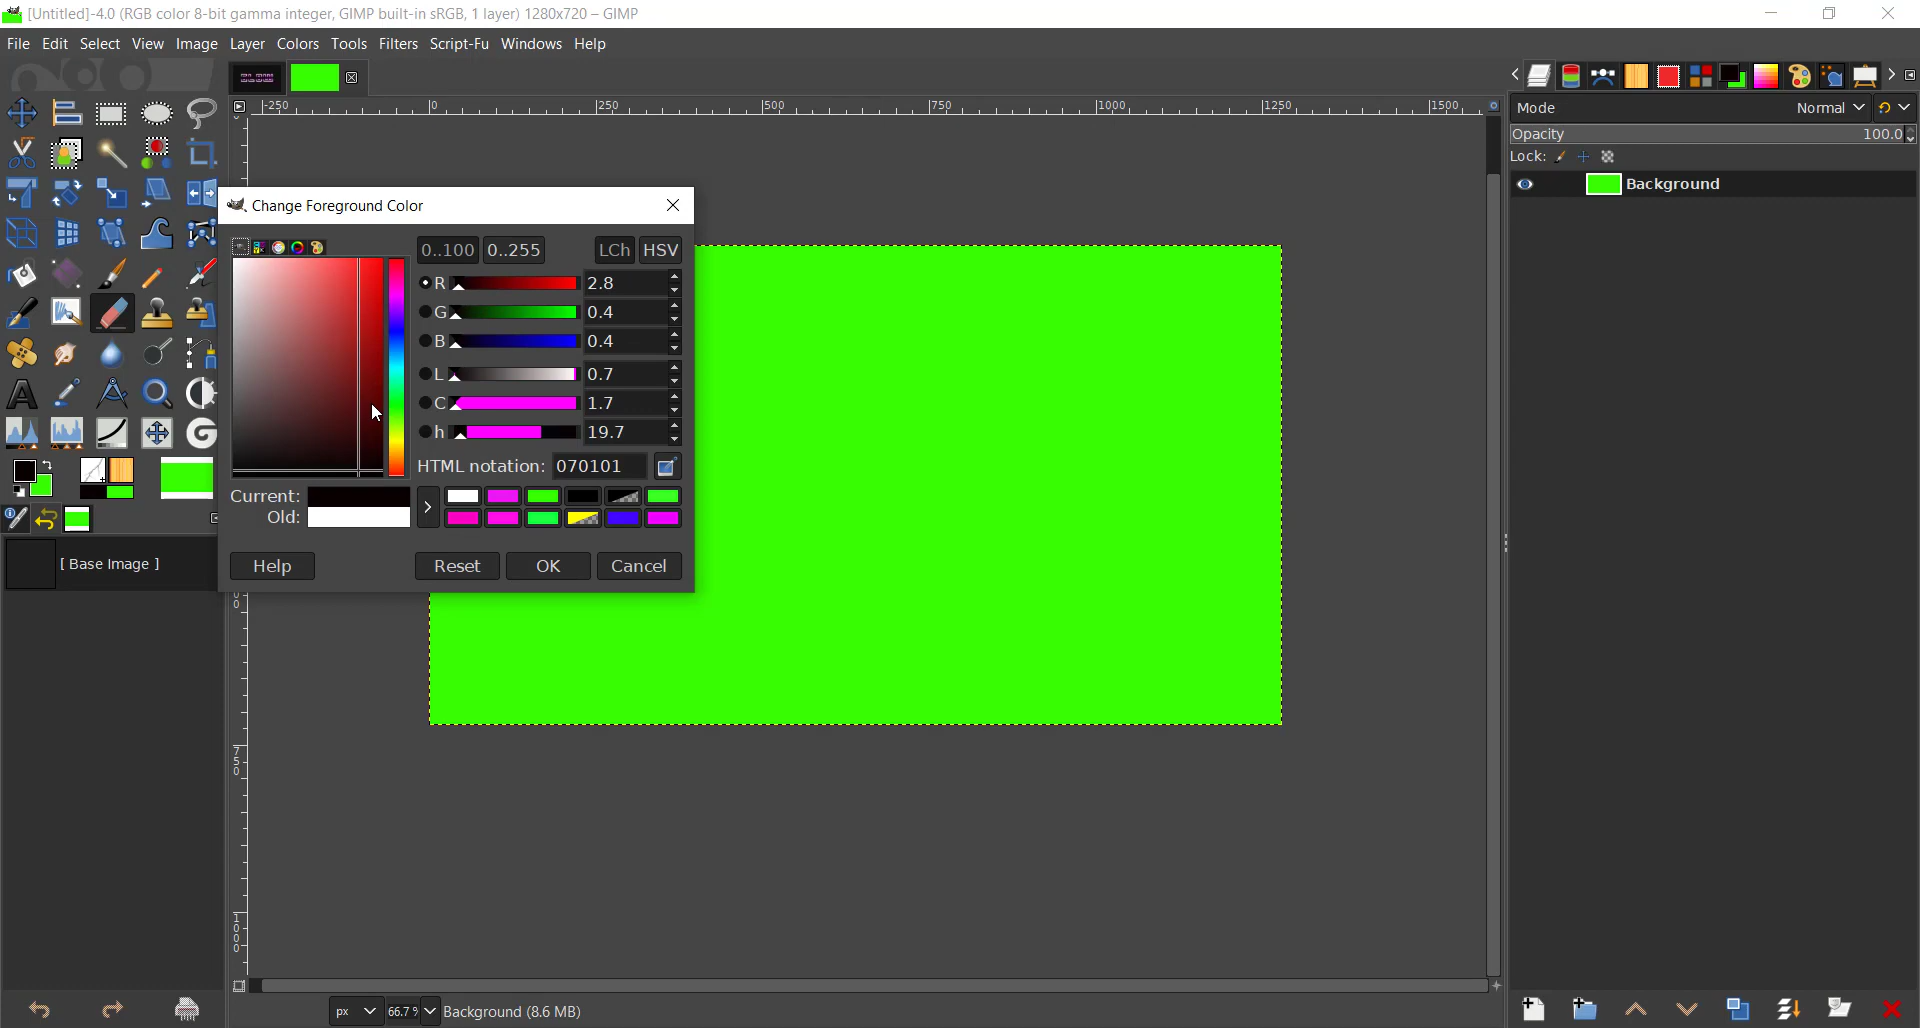 [Untitled]-4.0 (RGB color 8-bit gamma integer, GIMP built-in sRGB, 1 layer) 1280x720 – GIMP
File Edit Select View Image Layer Colors Tools Filters Script-Fu Windows Help
-250 0 250 500 750 1000 1250 1500
Mode Normal
Opacity 100.0
Lock:
Background
Change Foreground Color
0..100 0..255 LCh HSV
R 2.8
G 0.4
B 0.4
L 0.7
C 1.7
h 19.7
HTML notation: 070101
Current:
Old:
Help Reset OK Cancel
[ Base Image ]
0 0
750
1000
px 66.7 % Background (8.6 MB)